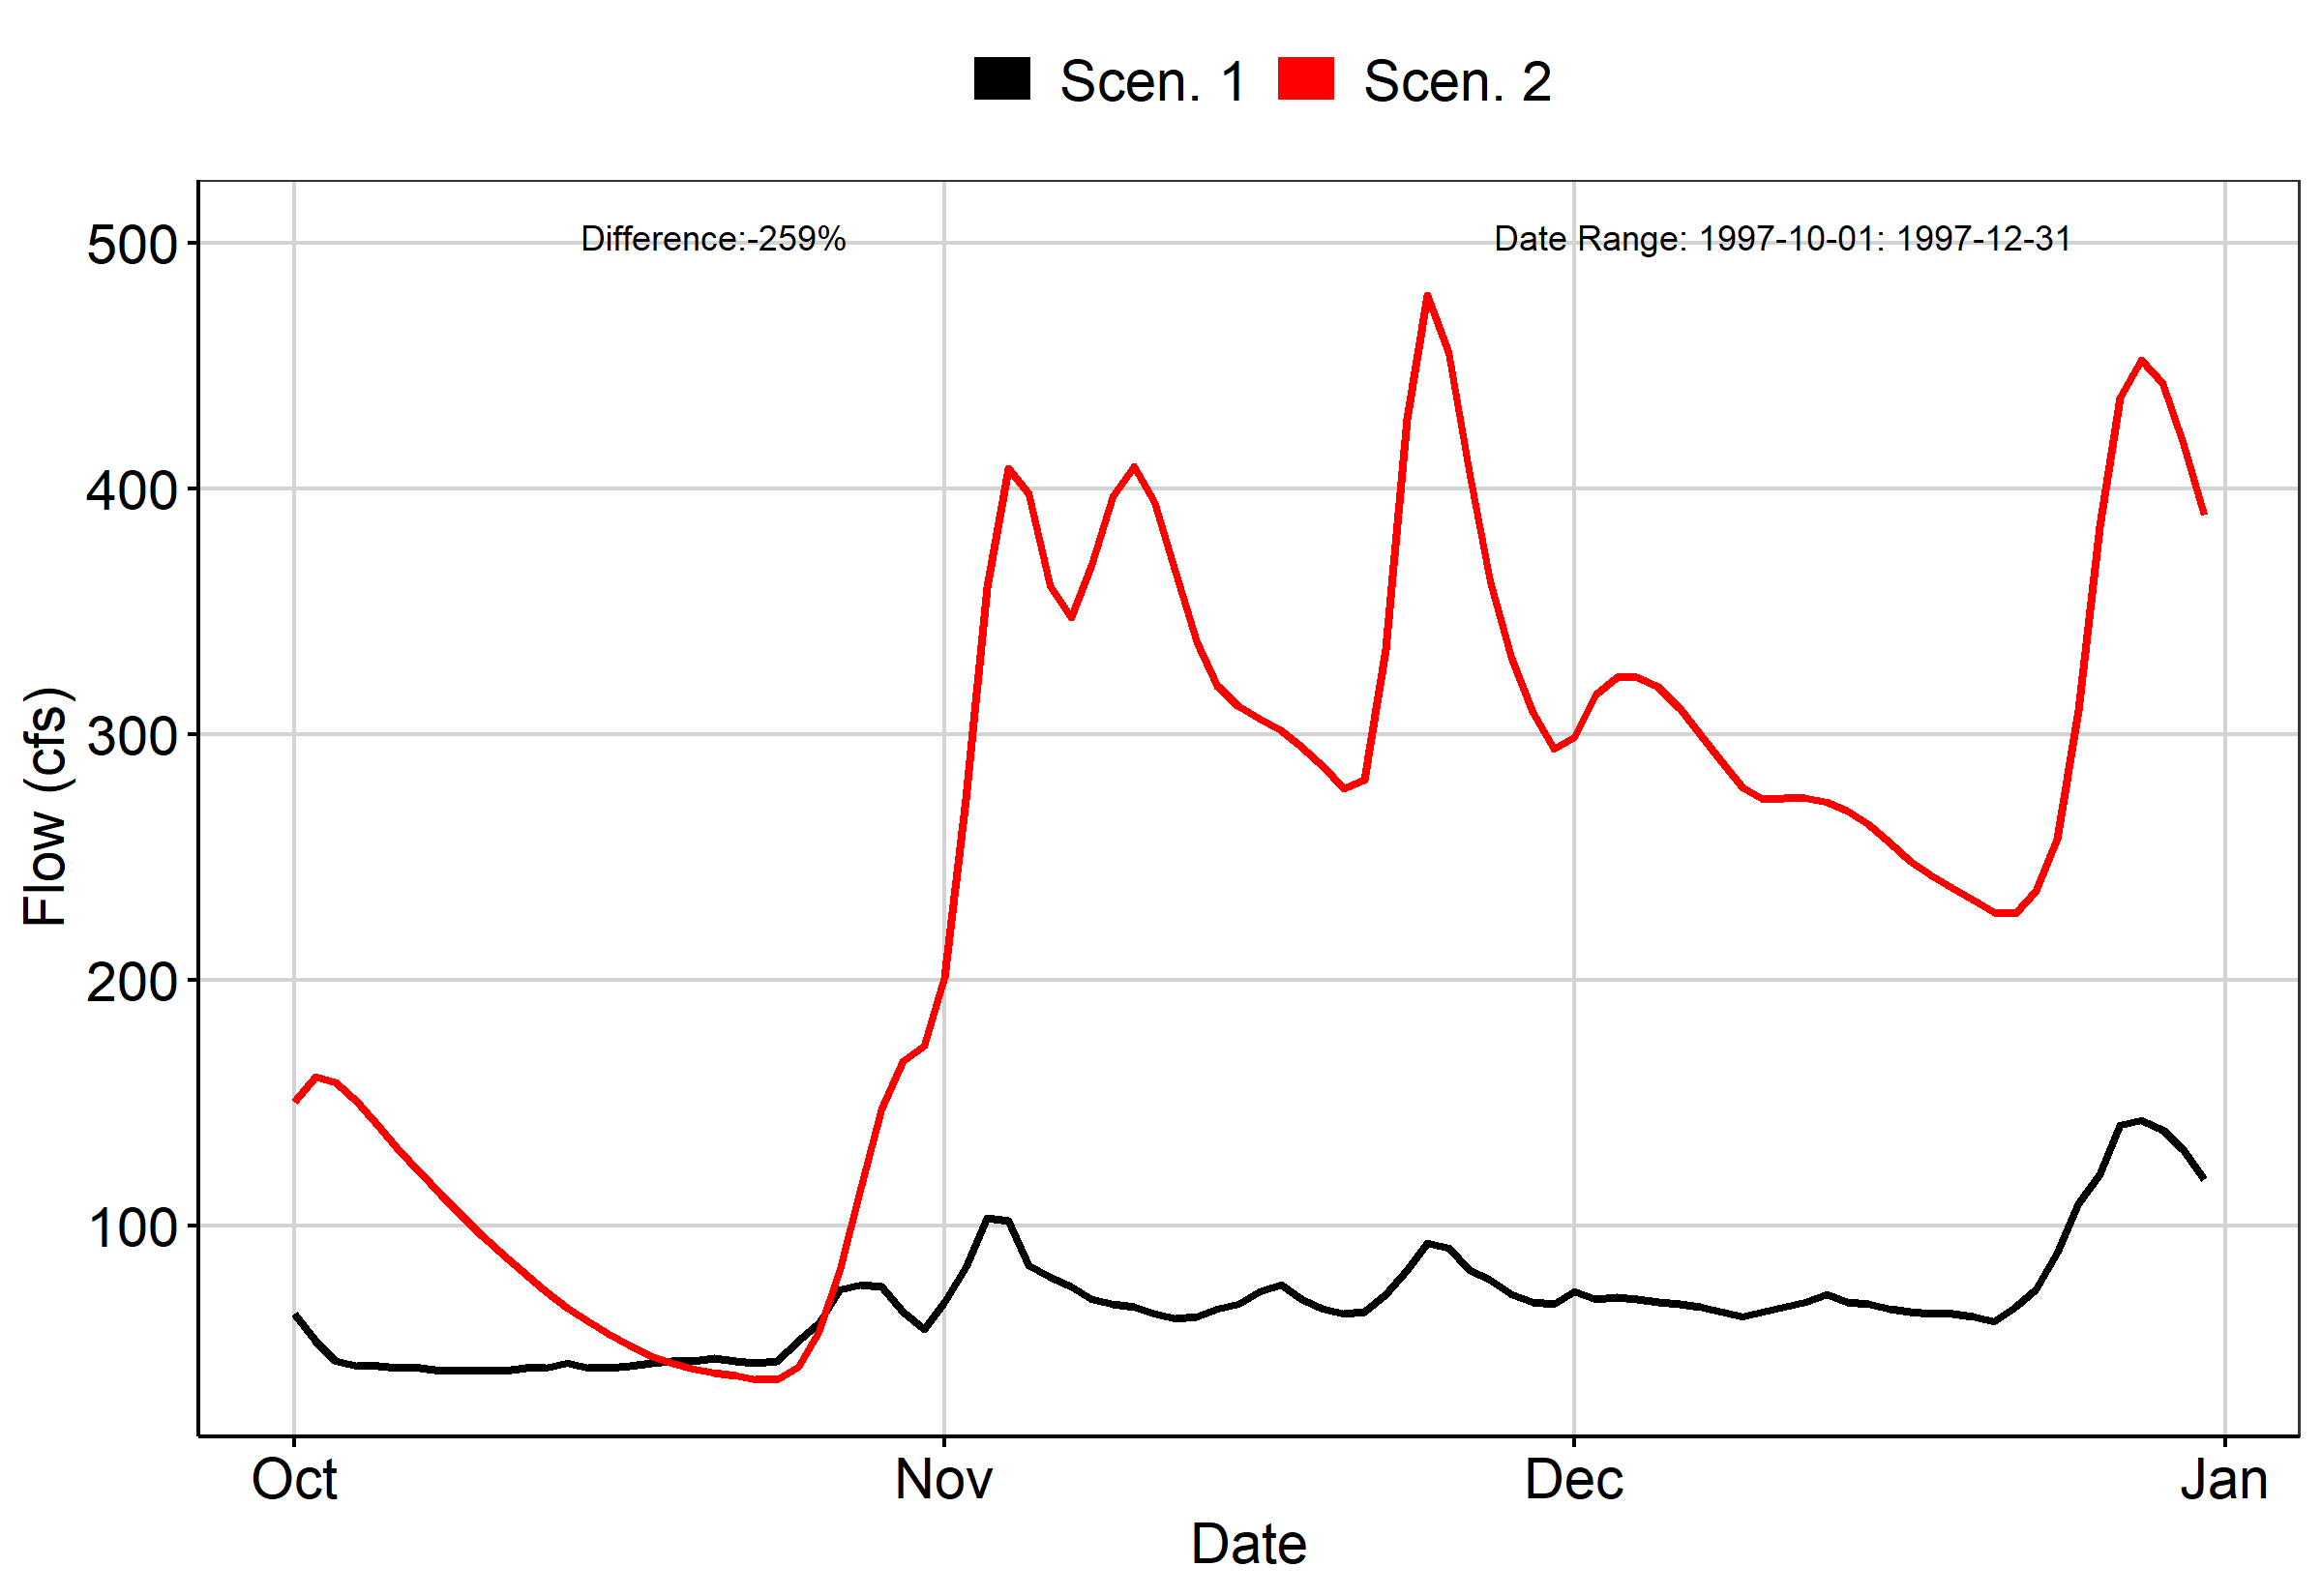 Scen. 1 Scen. 2
Difference:-259% Date Range: 1997-10-01: 1997-12-31
500
400
300
200
100
Flow (cfs)
Oct Nov Dec Jan
Date